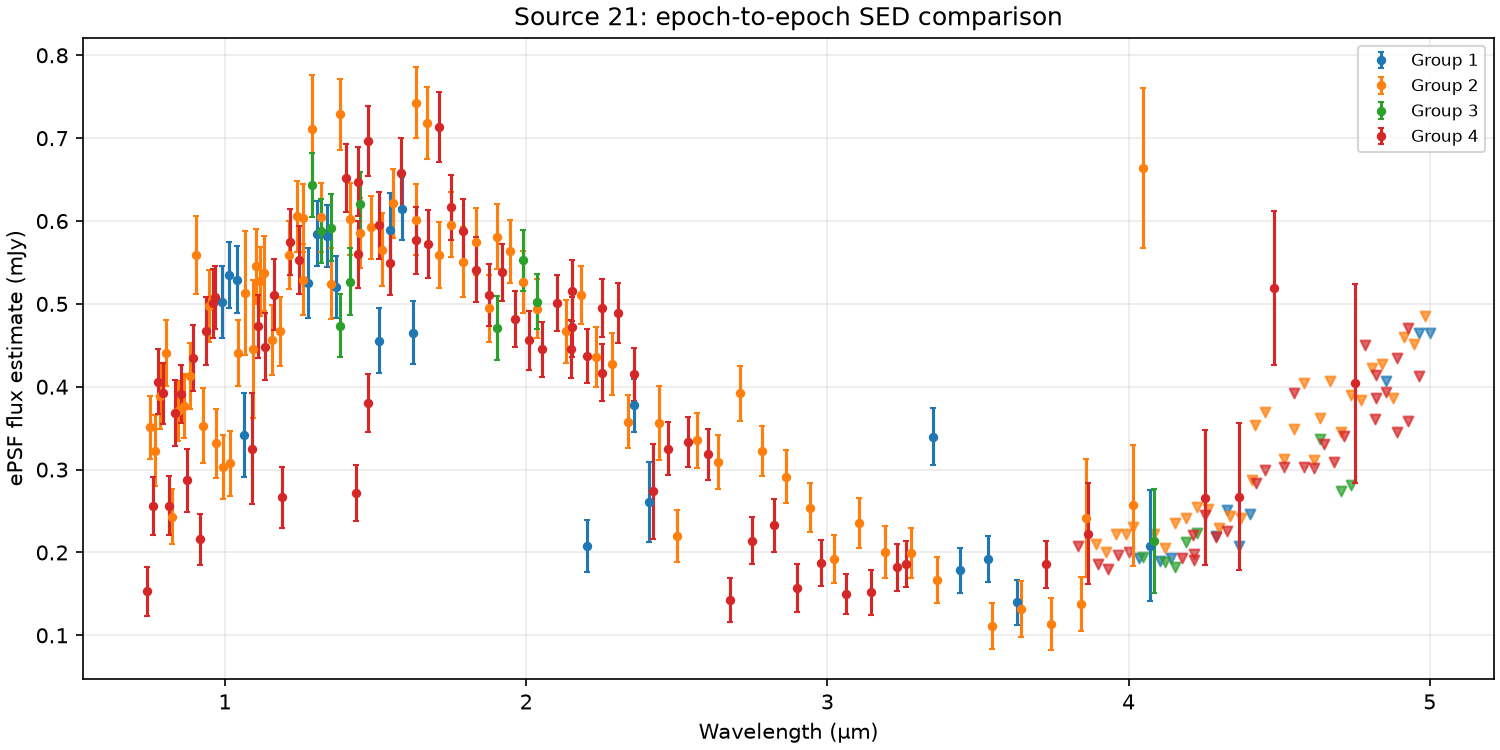 Source 21: epoch-to-epoch SED comparison
ePSF flux estimate (mJy)
0.8
0.7
0.6
0.5
0.4
0.3
0.2
0.1
Group 1
Group 2
Group 3
Group 4
1
2
3
4
5
Wavelength (µm)